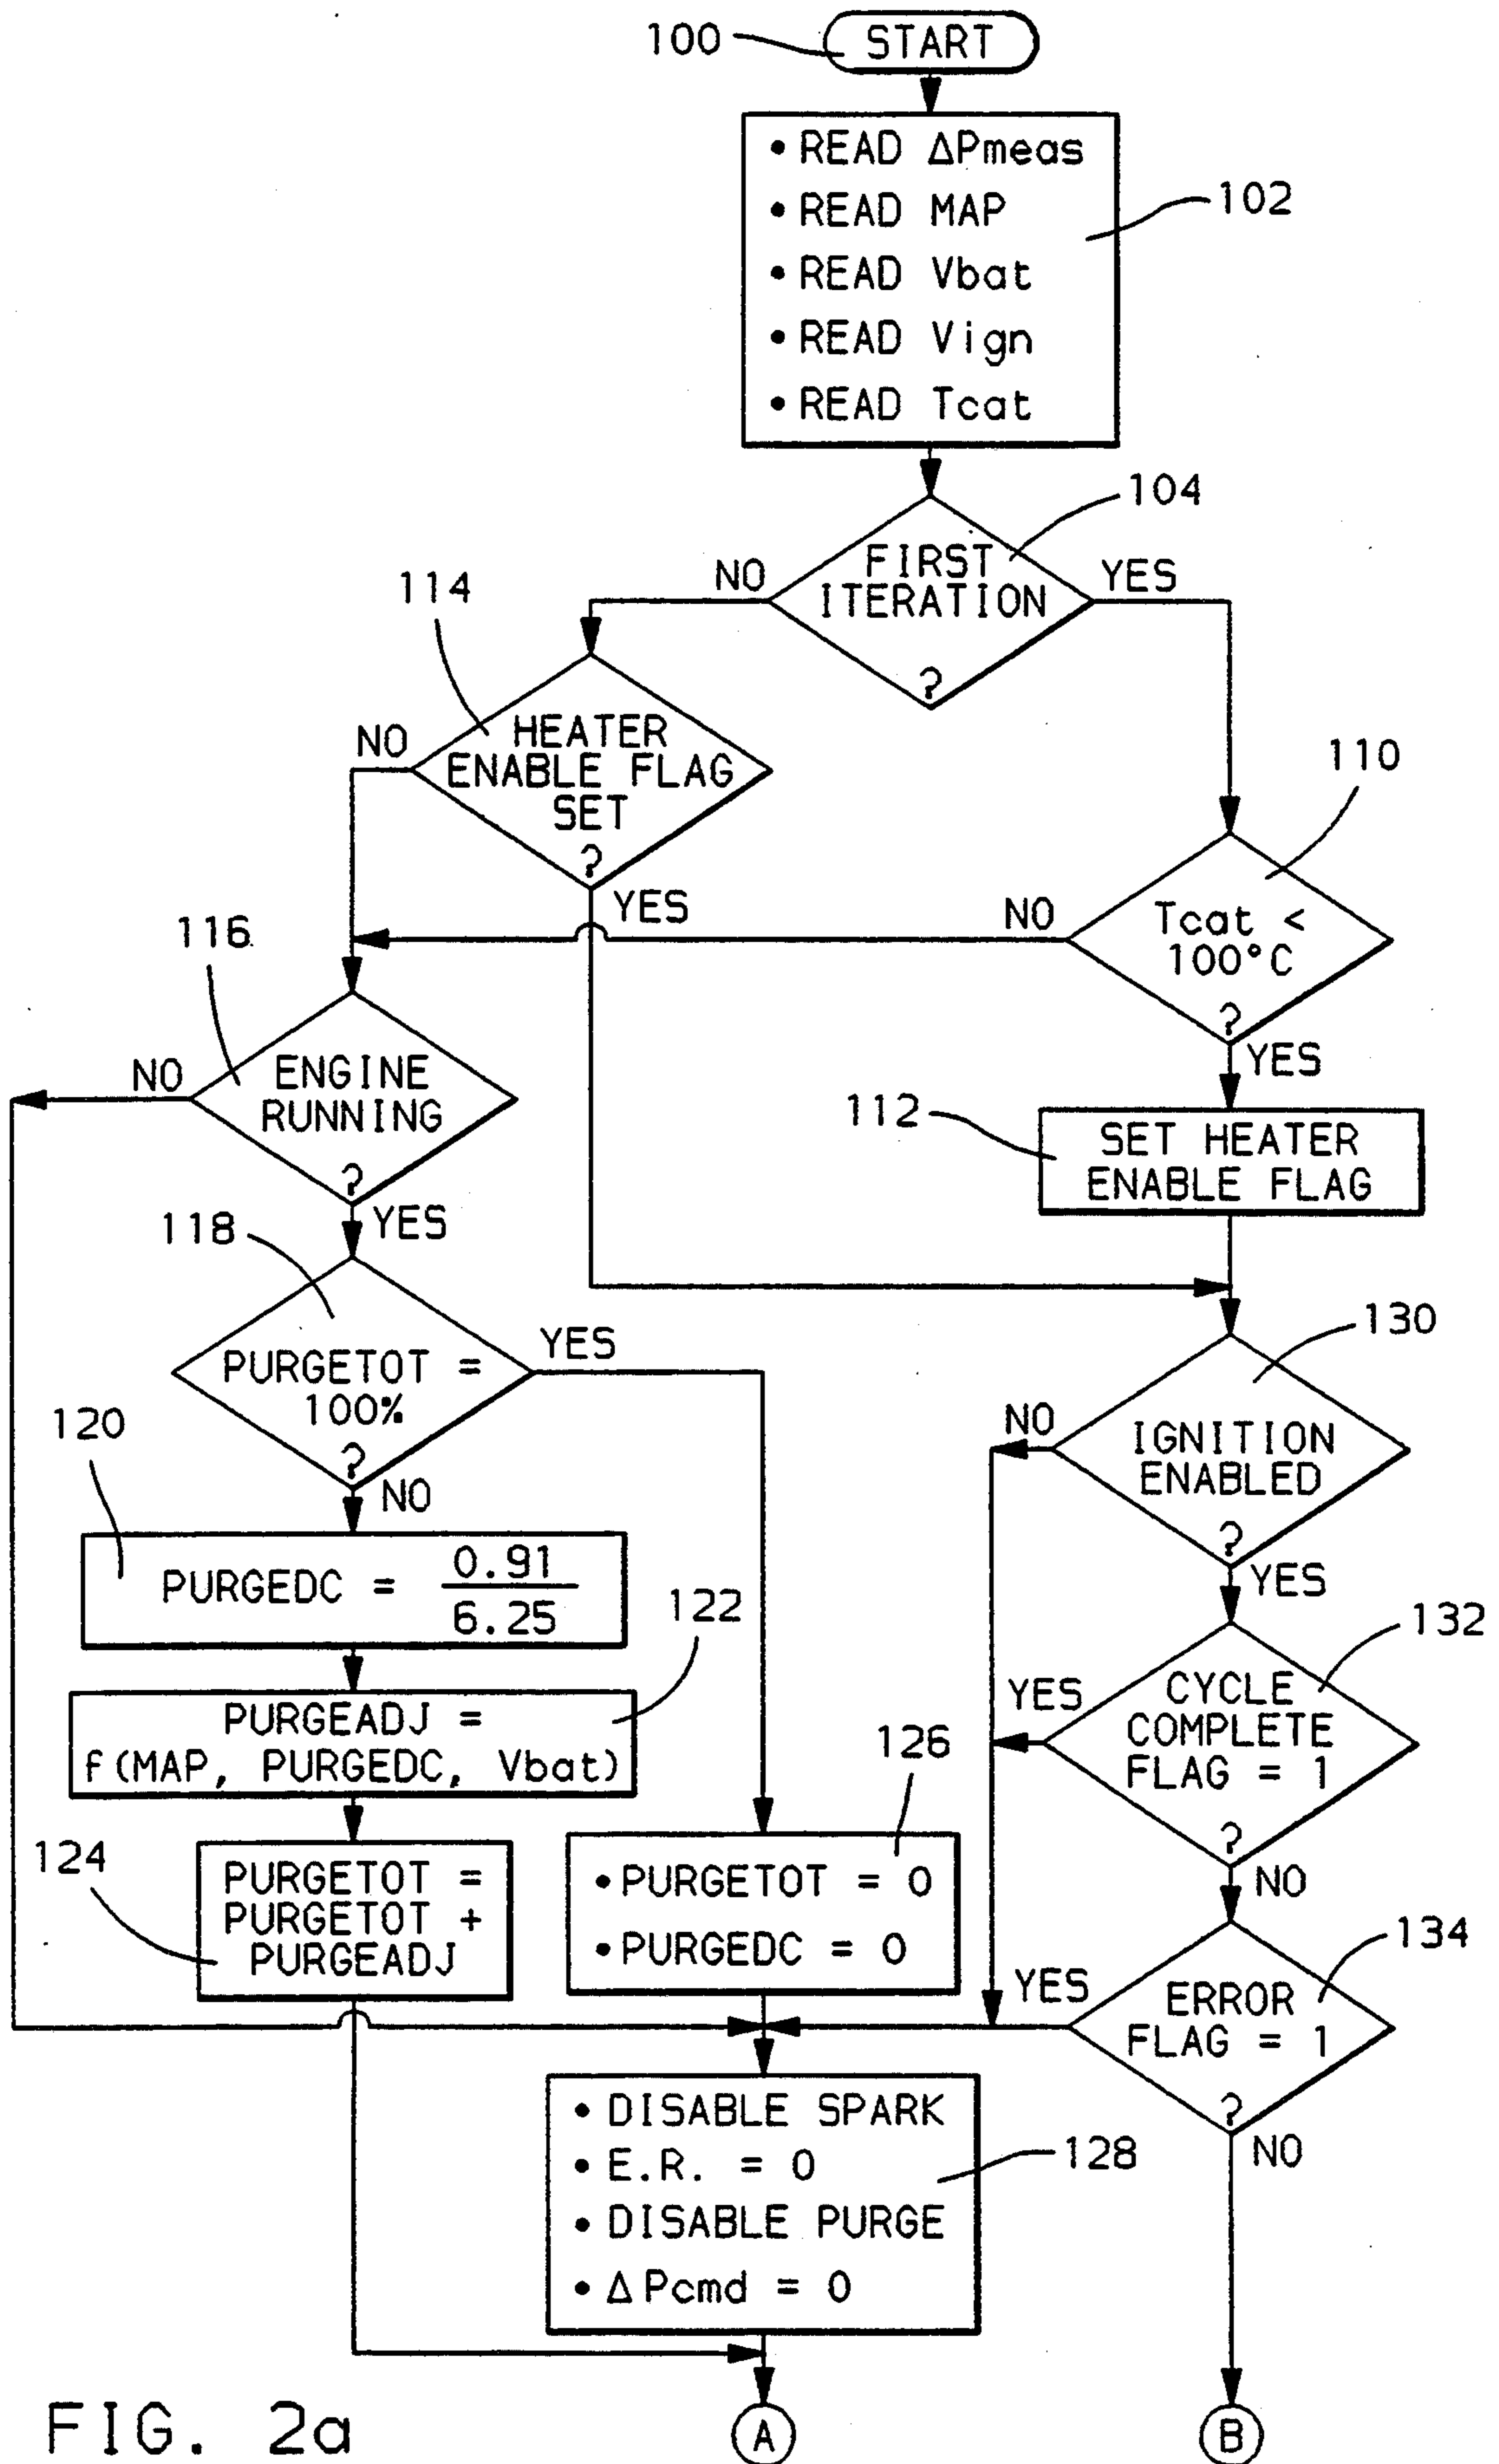 100
START
• READ ΔPmeas
• READ MAP
• READ Vbat
• READ Vign
• READ Tcat
102
104
FIRST
ITERATION
?
NO
YES
114
HEATER
ENABLE FLAG
SET
?
NO
YES
110
Tcat <
100°C
?
NO
YES
116
ENGINE
RUNNING
?
NO
YES
112
SET HEATER
ENABLE FLAG
118
PURGETOT =
100%
?
YES
NO
130
IGNITION
ENABLED
?
NO
YES
120
PURGEDC = 0.91
6.25
122
PURGEADJ =
f(MAP, PURGEDC, Vbat)
132
CYCLE
COMPLETE
FLAG = 1
?
YES
NO
124
PURGETOT =
PURGETOT +
PURGEADJ
126
• PURGETOT = 0
• PURGEDC = 0
134
ERROR
FLAG = 1
?
YES
NO
• DISABLE SPARK
• E.R. = 0
• DISABLE PURGE
• ΔPcmd = 0
128
FIG. 2a
A
B